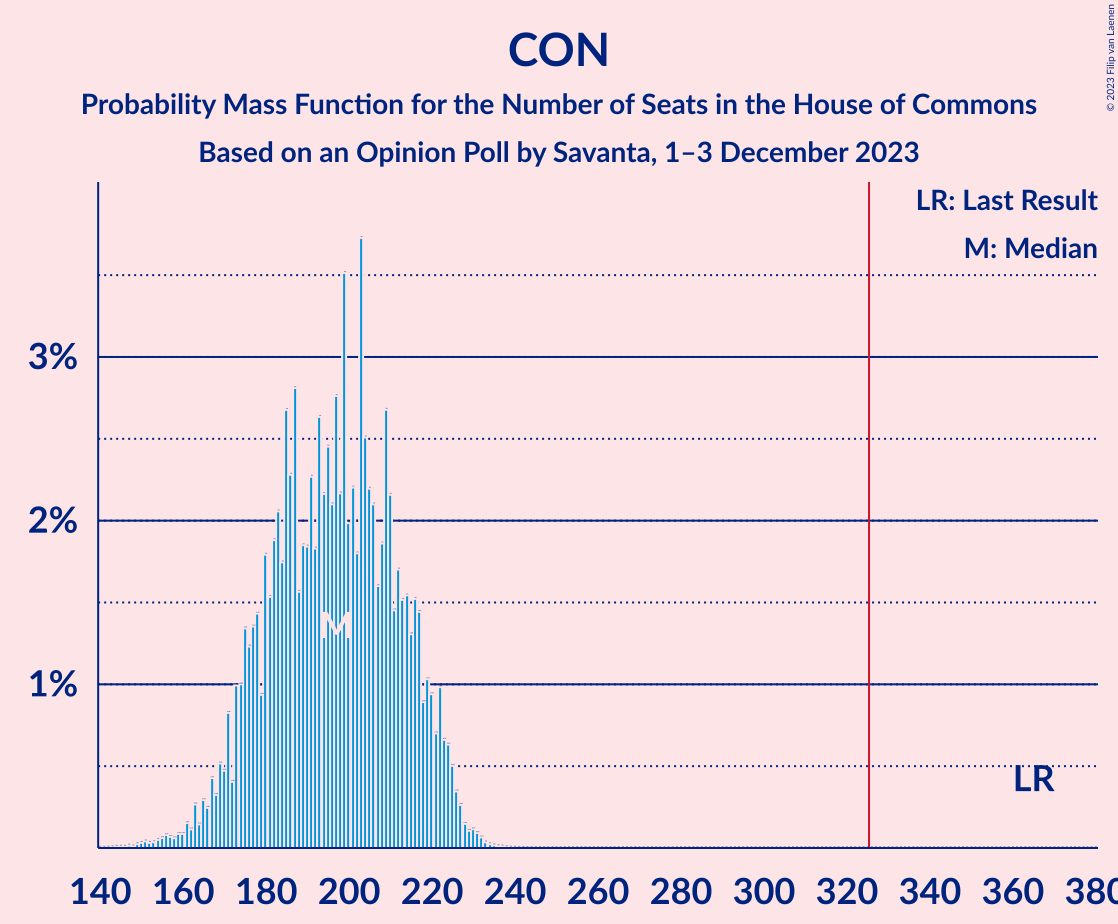 CON
Probability Mass Function for the Number of Seats in the House of Commons
Based on an Opinion Poll by Savanta, 1–3 December 2023
© 2023 Filip van Laenen
LR: Last Result
M: Median
3%
2%
1%
M
LR
140 160 180 200 220 240 260 280 300 320 340 360 380